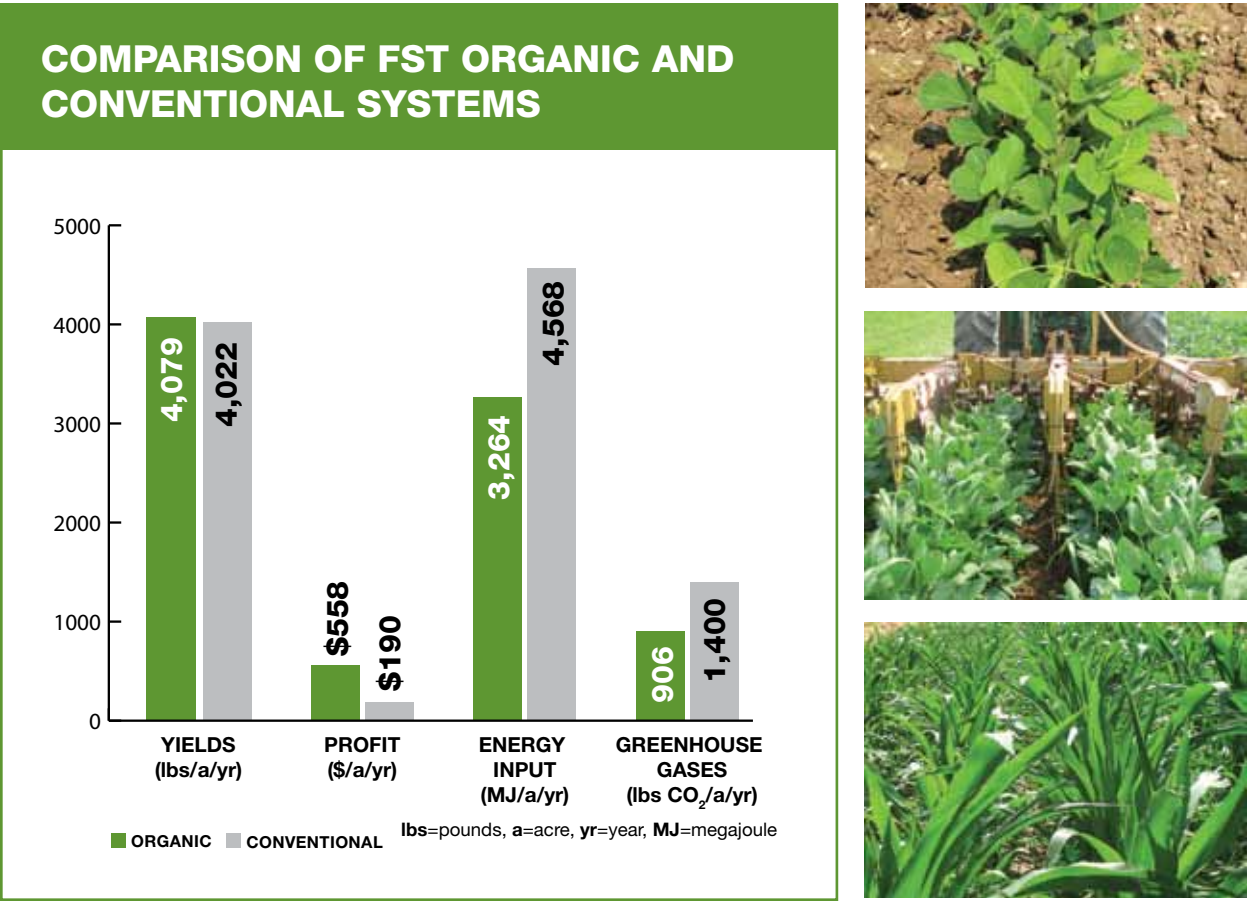 COMPARISON OF FST ORGANIC AND
CONVENTIONAL SYSTEMS
5000
4000
3000
2000
1000
0
4,079
4,022
$558
$190
3,264
4,568
906
1,400
YIELDS
(lbs/a/yr)
PROFIT
($/a/yr)
ENERGY
INPUT
(MJ/a/yr)
GREENHOUSE
GASES
(lbs CO₂/a/yr)
ORGANIC CONVENTIONAL
lbs=pounds, a=acre, yr=year, MJ=megajoule